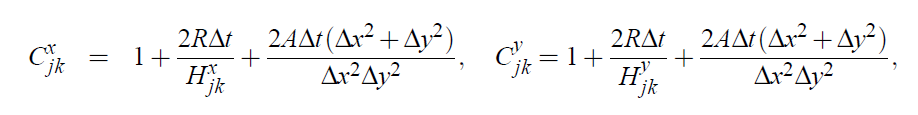 $C^x_{jk} = 1 + \frac{2R\Delta t}{H^x_{jk}} + \frac{2A\Delta t(\Delta x^2 + \Delta y^2)}{\Delta x^2 \Delta y^2}, \quad C^y_{jk} = 1 + \frac{2R\Delta t}{H^y_{jk}} + \frac{2A\Delta t(\Delta x^2 + \Delta y^2)}{\Delta x^2 \Delta y^2},$